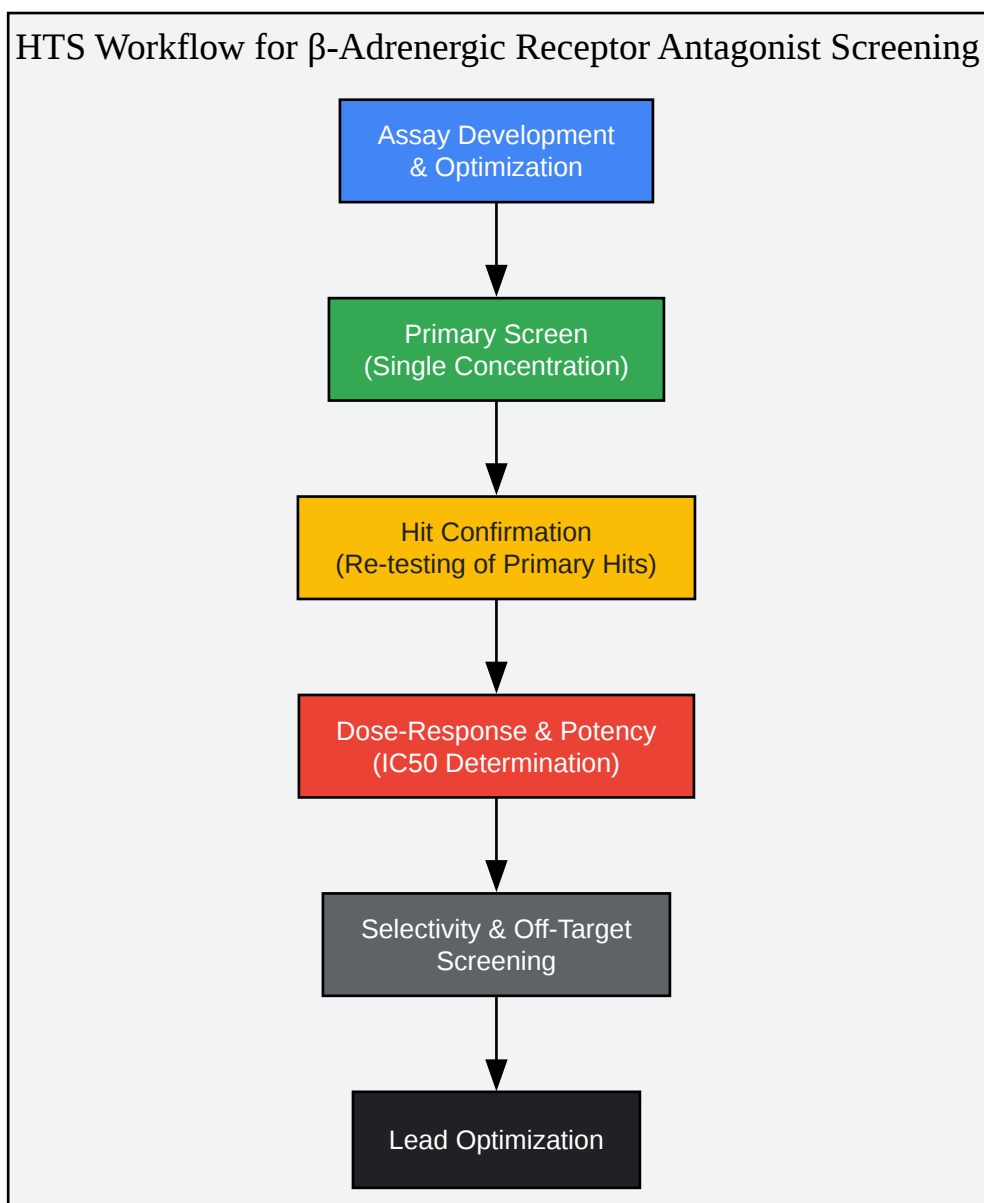 HTS Workflow for β-Adrenergic Receptor Antagonist Screening
Assay Development
& Optimization
Primary Screen
(Single Concentration)
Hit Confirmation
(Re-testing of Primary Hits)
Dose-Response & Potency
(IC50 Determination)
Selectivity & Off-Target
Screening
Lead Optimization